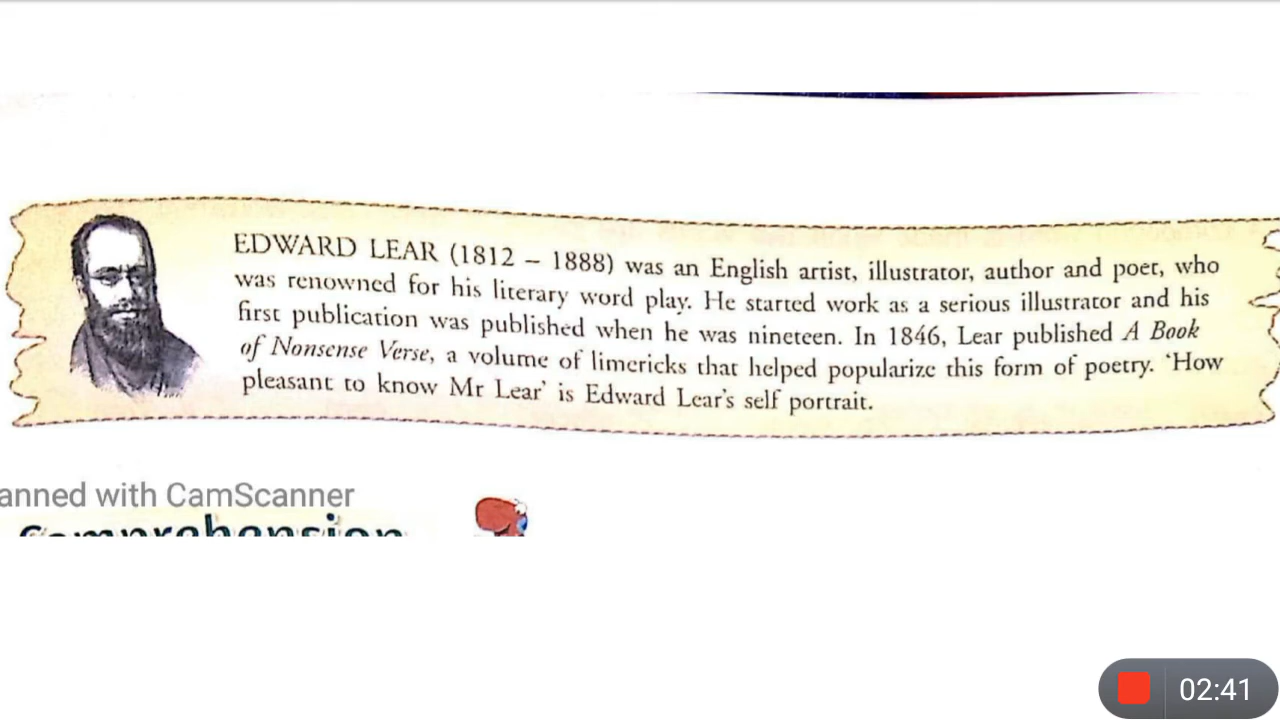 EDWARD LEAR (1812 – 1888) was an English artist, illustrator, author and poet, who
was renowned for his literary word play. He started work as a serious illustrator and his
first publication was published when he was nineteen. In 1846, Lear published A Book
of Nonsense Verse, a volume of limericks that helped popularize this form of poetry. ‘How
pleasant to know Mr Lear’ is Edward Lear's self portrait.
anned with CamScanner
Comprehension
02:41